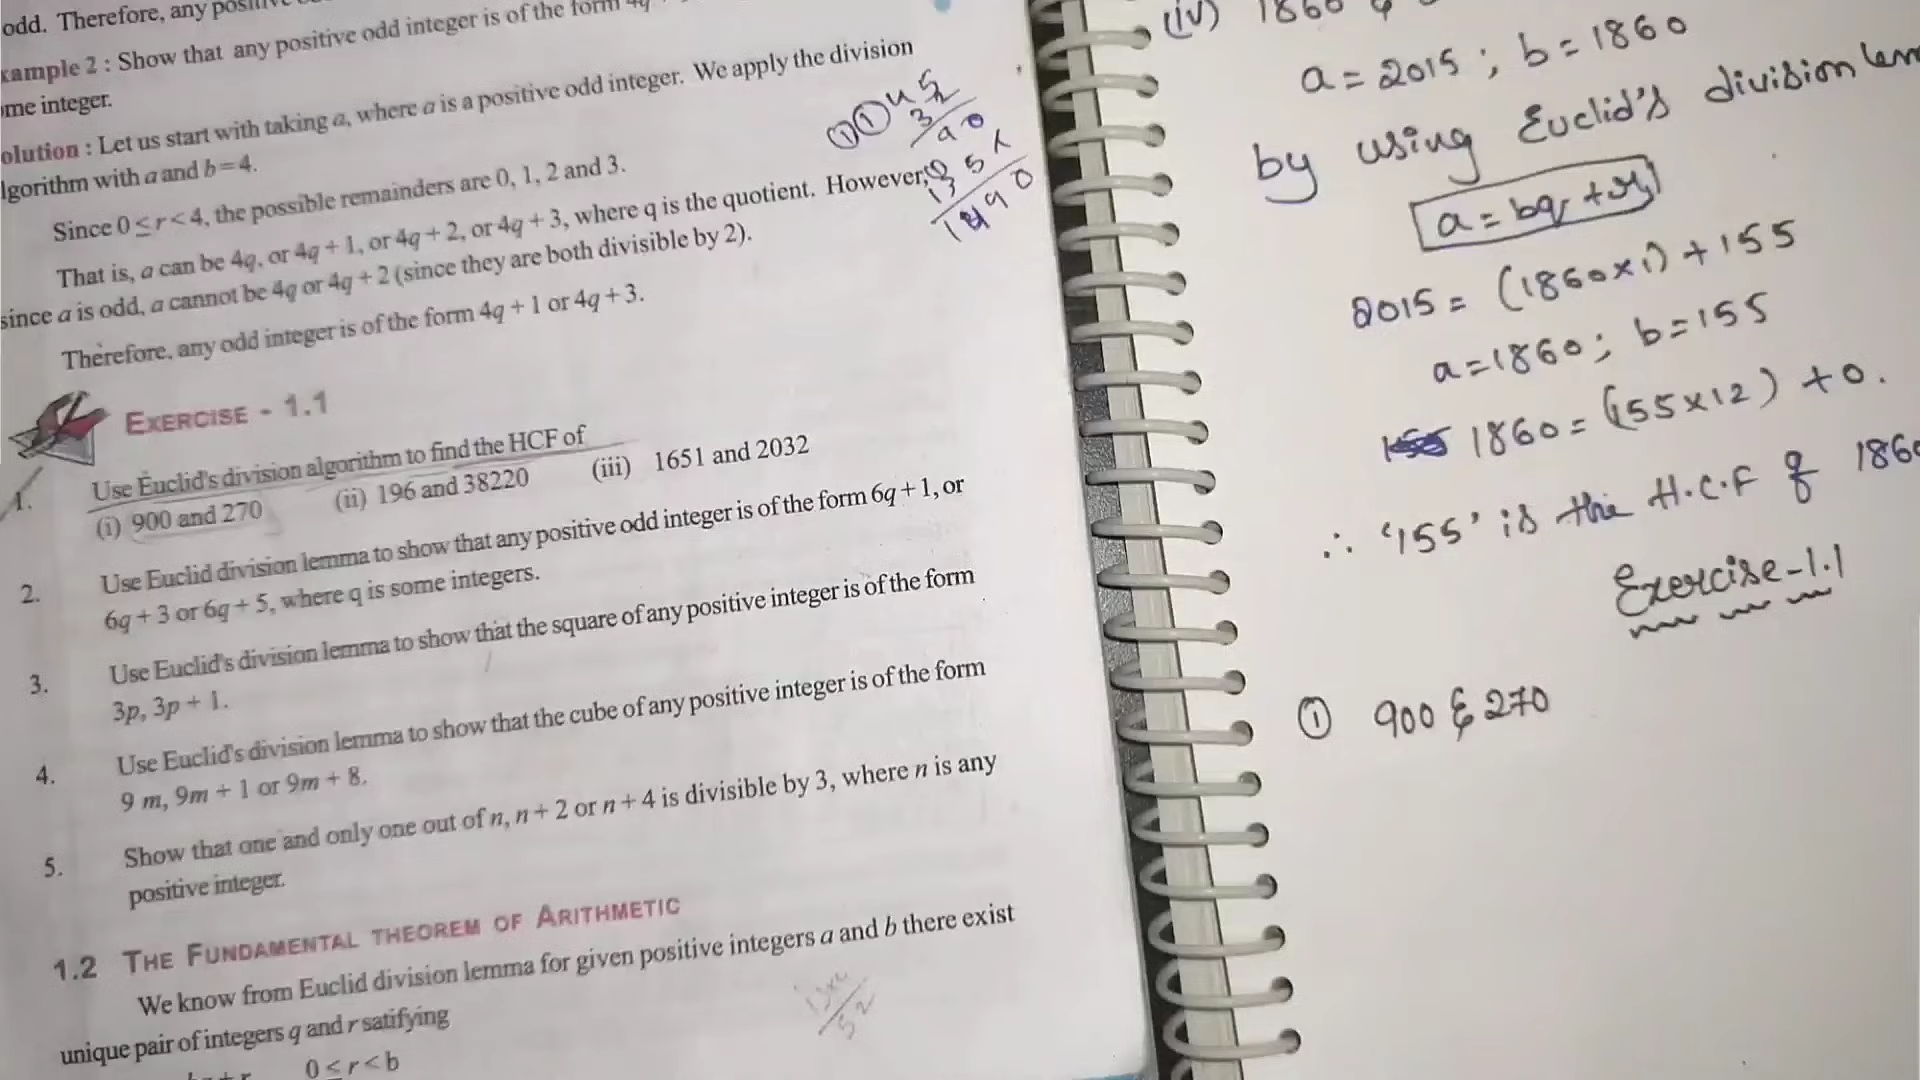 odd. Therefore, any positive
xample 2 : Show that any positive odd integer is of the form 4q
ome integer.
olution : Let us start with taking a, where a is a positive odd integer. We apply the division
lgorithm with a and b = 4.
Since 0 ≤ r < 4, the possible remainders are 0, 1, 2 and 3.
That is, a can be 4q, or 4q + 1, or 4q + 2, or 4q + 3, where q is the quotient. However,
since a is odd, a cannot be 4q or 4q + 2 (since they are both divisible by 2).
Therefore, any odd integer is of the form 4q + 1 or 4q + 3.
EXERCISE - 1.1
1. Use Euclid's division algorithm to find the HCF of
(i) 900 and 270 (ii) 196 and 38220 (iii) 1651 and 2032
2. Use Euclid division lemma to show that any positive odd integer is of the form 6q + 1, or
6q + 3 or 6q + 5, where q is some integers.
3. Use Euclid's division lemma to show that the square of any positive integer is of the form
3p, 3p + 1.
4. Use Euclid's division lemma to show that the cube of any positive integer is of the form
9 m, 9m + 1 or 9m + 8.
5. Show that one and only one out of n, n + 2 or n + 4 is divisible by 3, where n is any
positive integer.
1.2 THE FUNDAMENTAL THEOREM OF ARITHMETIC
We know from Euclid division lemma for given positive integers a and b there exist
unique pair of integers q and r satifying
0 ≤ r < b
52
(iv) 1860 &
a = 2015 ; b = 1860
by using Euclid's division lem
a = bq + r
2015 = (1860×1) + 155
a = 1860 ; b = 155
1860 = (155×12) + 0.
∴ '155' is the H.C.F of 1860
Exercise-1.1
① 900 & 270